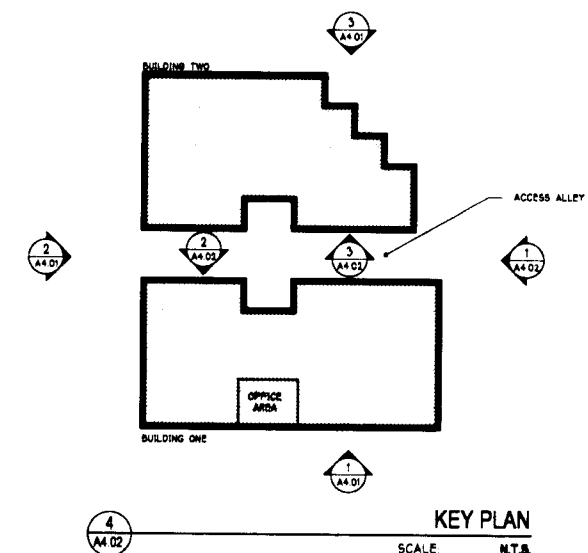 3
A4.01
BUILDING TWO
ACCESS ALLEY
2
A4.01
2
A4.02
3
A4.02
1
A4.02
OFFICE
AREA
BUILDING ONE
1
A4.01
4
A4.02
KEY PLAN
SCALE: N.T.S.